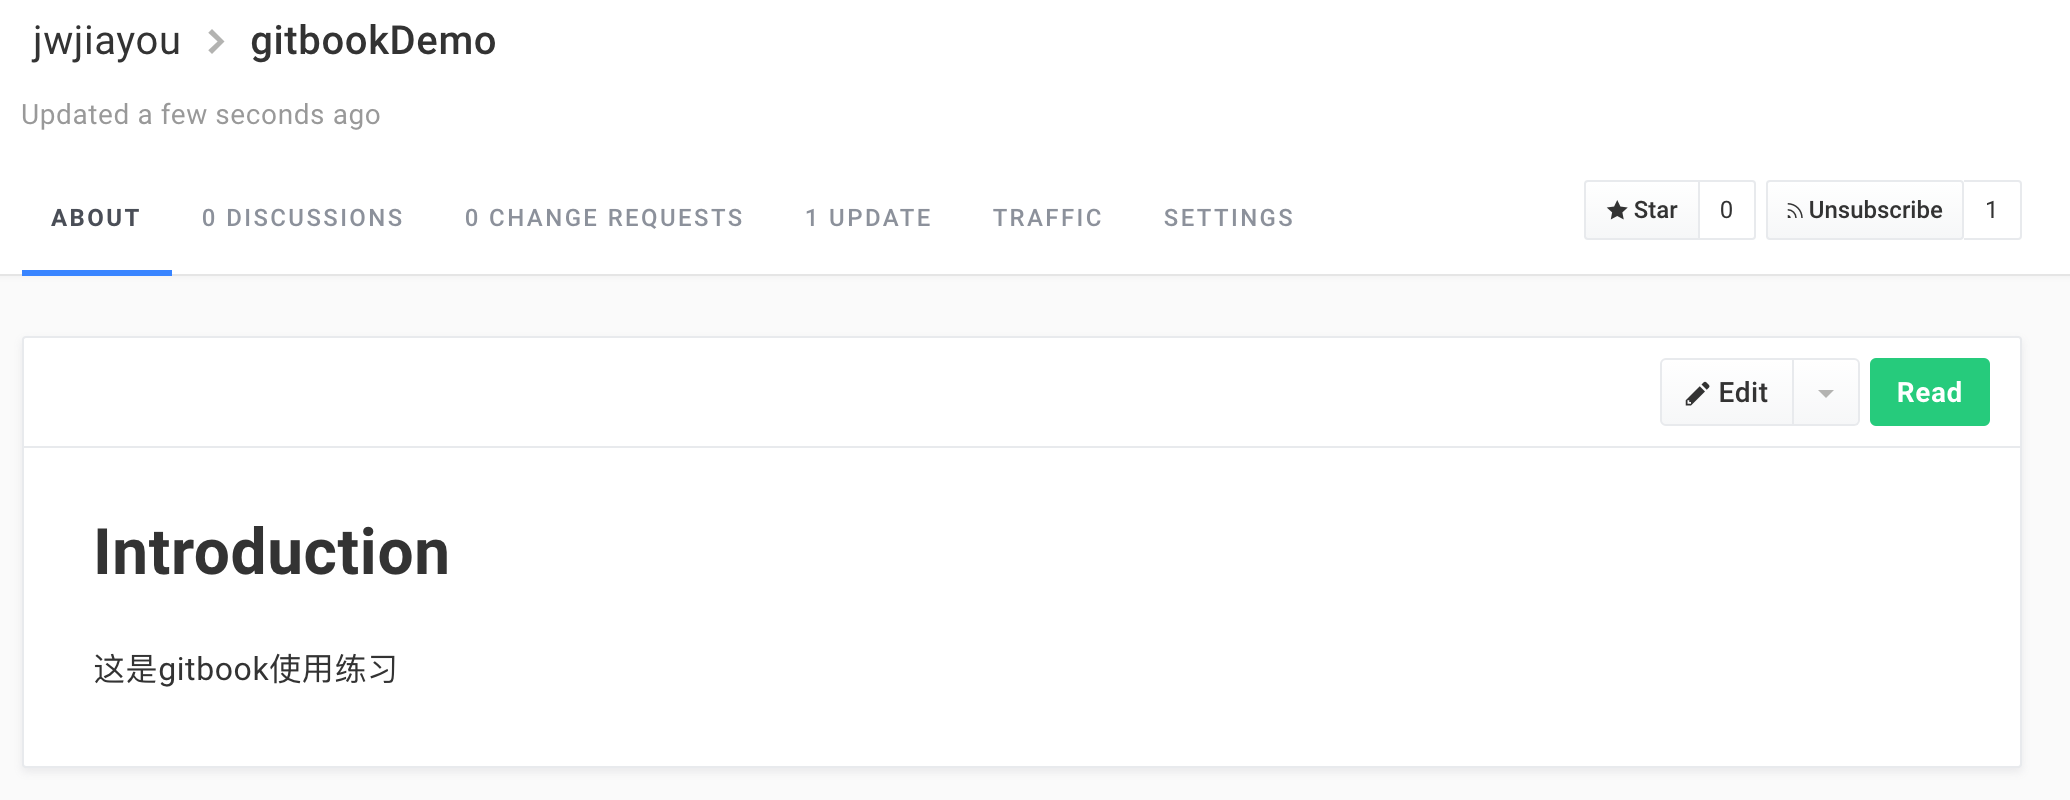 jwjiayou > gitbookDemo
Updated a few seconds ago
ABOUT 0 DISCUSSIONS 0 CHANGE REQUESTS 1 UPDATE TRAFFIC SETTINGS Star 0 Unsubscribe 1
Edit Read
Introduction
这是gitbook使用练习